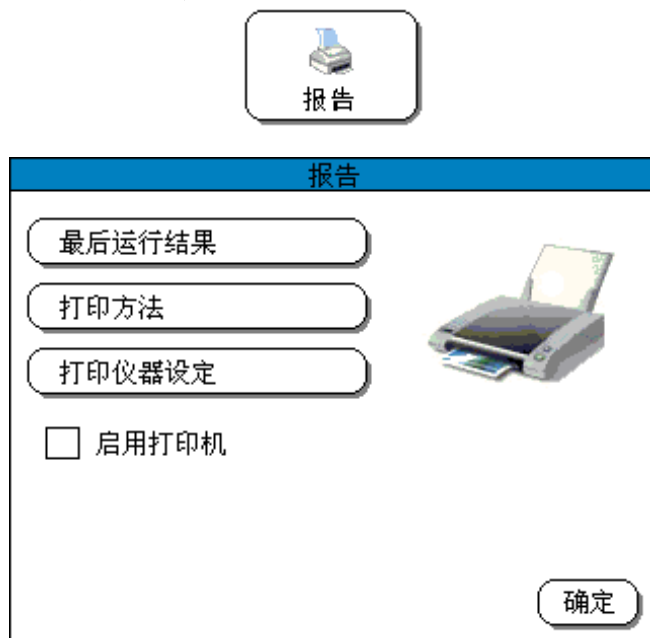 报告
报告
最后运行结果
打印方法
打印仪器设定
启用打印机
确定